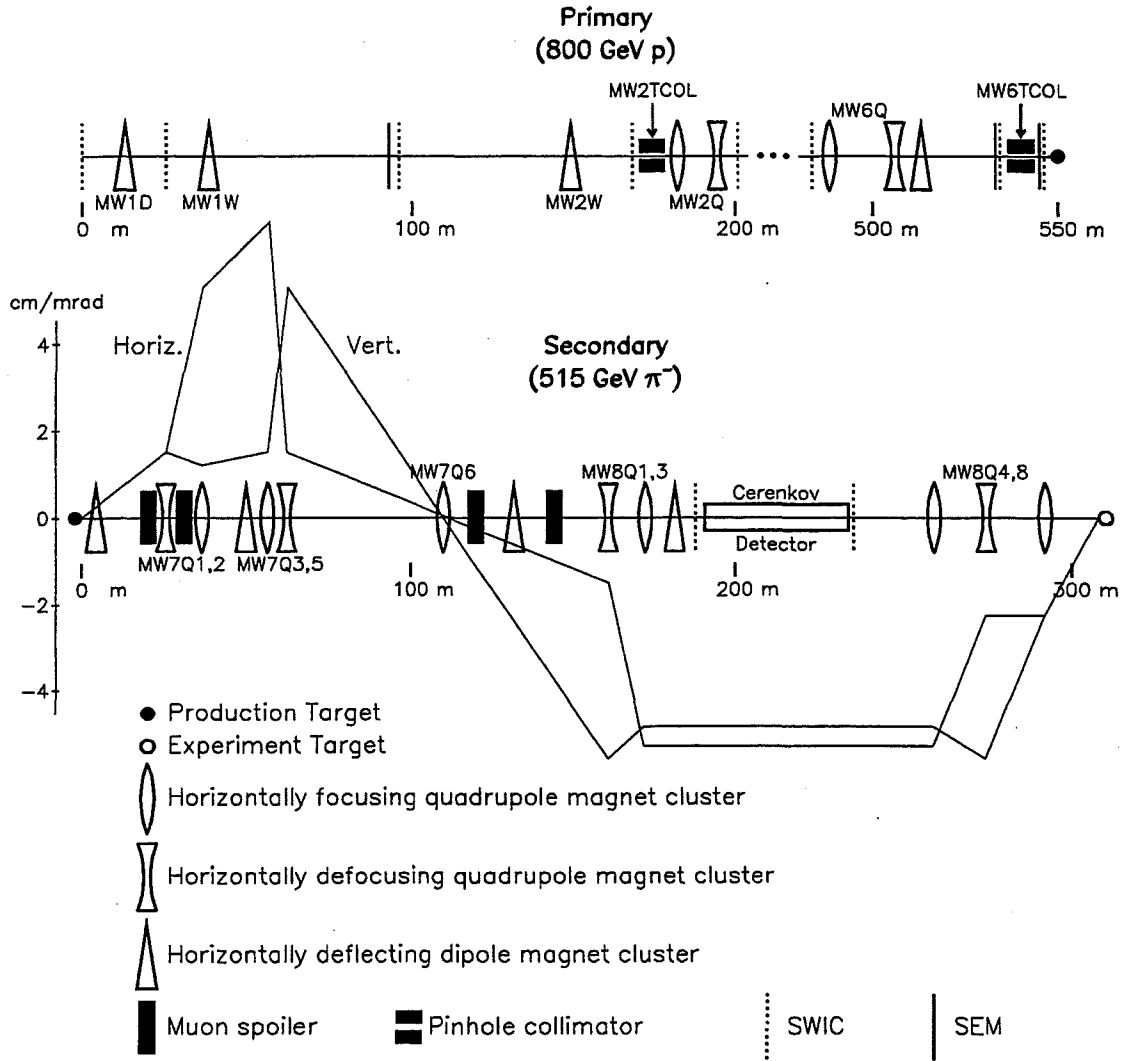 Primary
(800 GeV p)
MW2TCOL
MW6TCOL
MW6Q
MW1D
MW1W
MW2W
MW2Q
0 m
100 m
200 m
500 m
550 m
cm/mrad
Horiz.
Vert.
Secondary
(515 GeV π⁻)
4
2
0
-2
-4
MW7Q6
MW8Q1,3
Cerenkov
Detector
MW8Q4,8
MW7Q1,2
MW7Q3,5
0 m
100 m
200 m
300 m
Production Target
Experiment Target
Horizontally focusing quadrupole magnet cluster
Horizontally defocusing quadrupole magnet cluster
Horizontally deflecting dipole magnet cluster
Muon spoiler
Pinhole collimator
SWIC
SEM